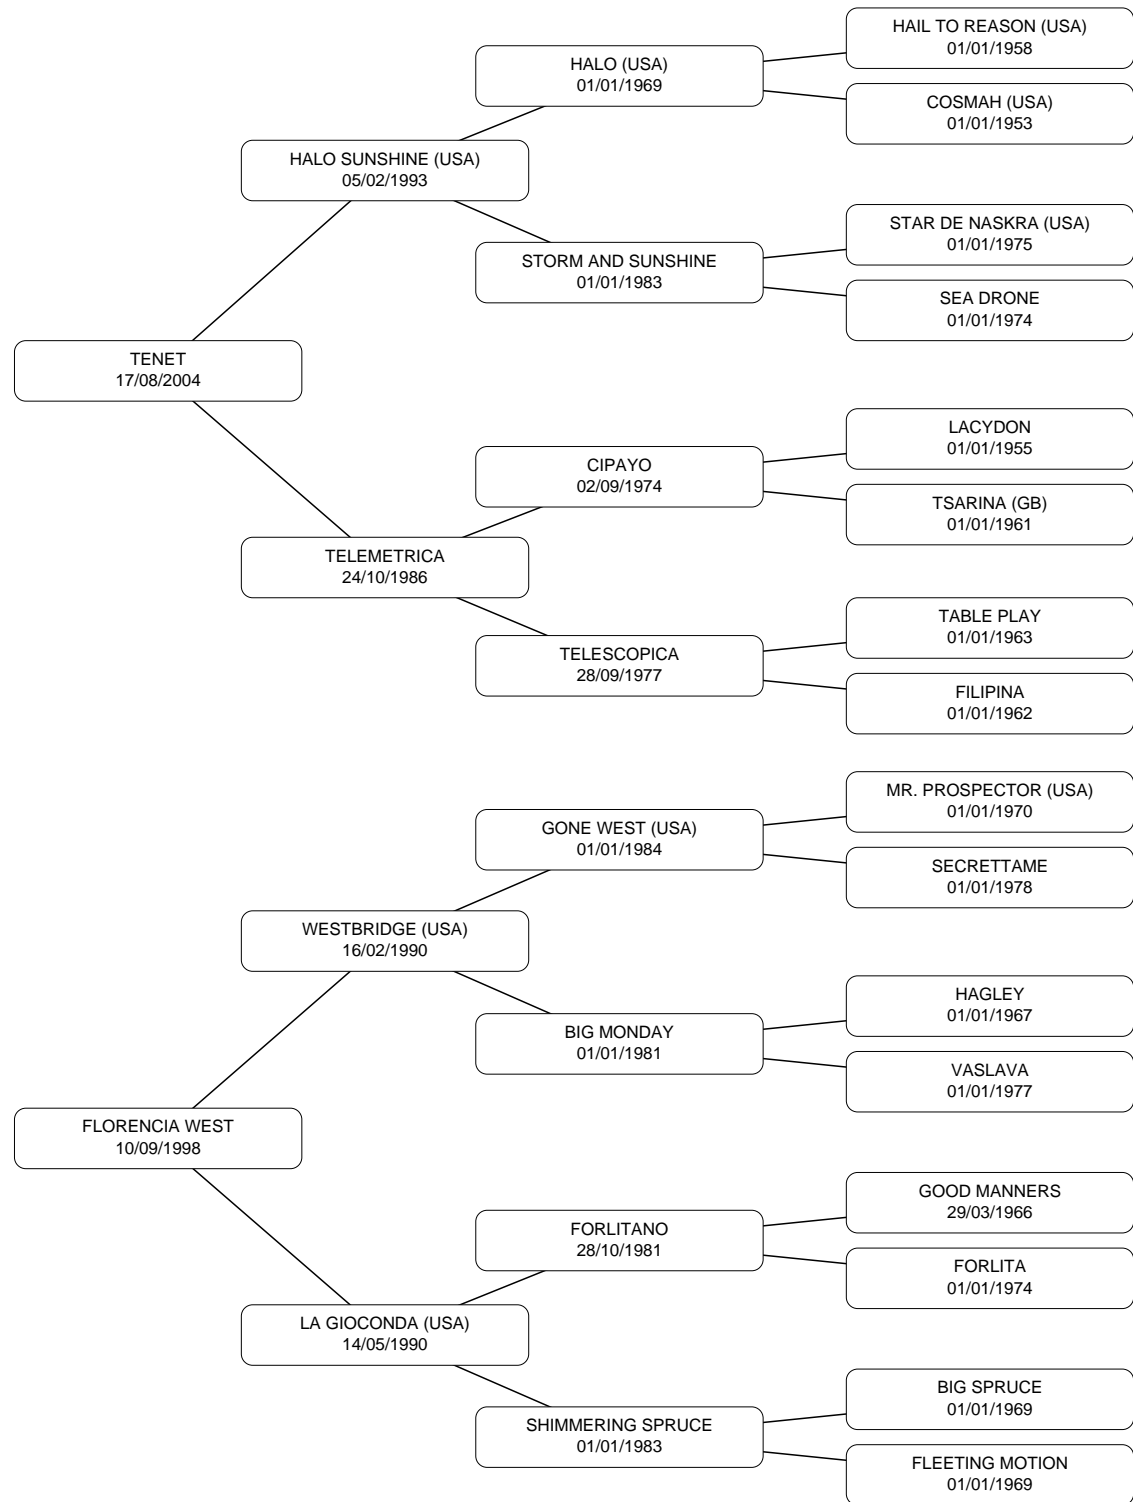 HAIL TO REASON (USA)
01/01/1958
HALO (USA)
01/01/1969
COSMAH (USA)
01/01/1953
HALO SUNSHINE (USA)
05/02/1993
STAR DE NASKRA (USA)
01/01/1975
STORM AND SUNSHINE
01/01/1983
SEA DRONE
01/01/1974
TENET
17/08/2004
LACYDON
01/01/1955
CIPAYO
02/09/1974
TSARINA (GB)
01/01/1961
TELEMETRICA
24/10/1986
TABLE PLAY
01/01/1963
TELESCOPICA
28/09/1977
FILIPINA
01/01/1962
MR. PROSPECTOR (USA)
01/01/1970
GONE WEST (USA)
01/01/1984
SECRETTAME
01/01/1978
WESTBRIDGE (USA)
16/02/1990
HAGLEY
01/01/1967
BIG MONDAY
01/01/1981
VASLAVA
01/01/1977
FLORENCIA WEST
10/09/1998
GOOD MANNERS
29/03/1966
FORLITANO
28/10/1981
FORLITA
01/01/1974
LA GIOCONDA (USA)
14/05/1990
BIG SPRUCE
01/01/1969
SHIMMERING SPRUCE
01/01/1983
FLEETING MOTION
01/01/1969